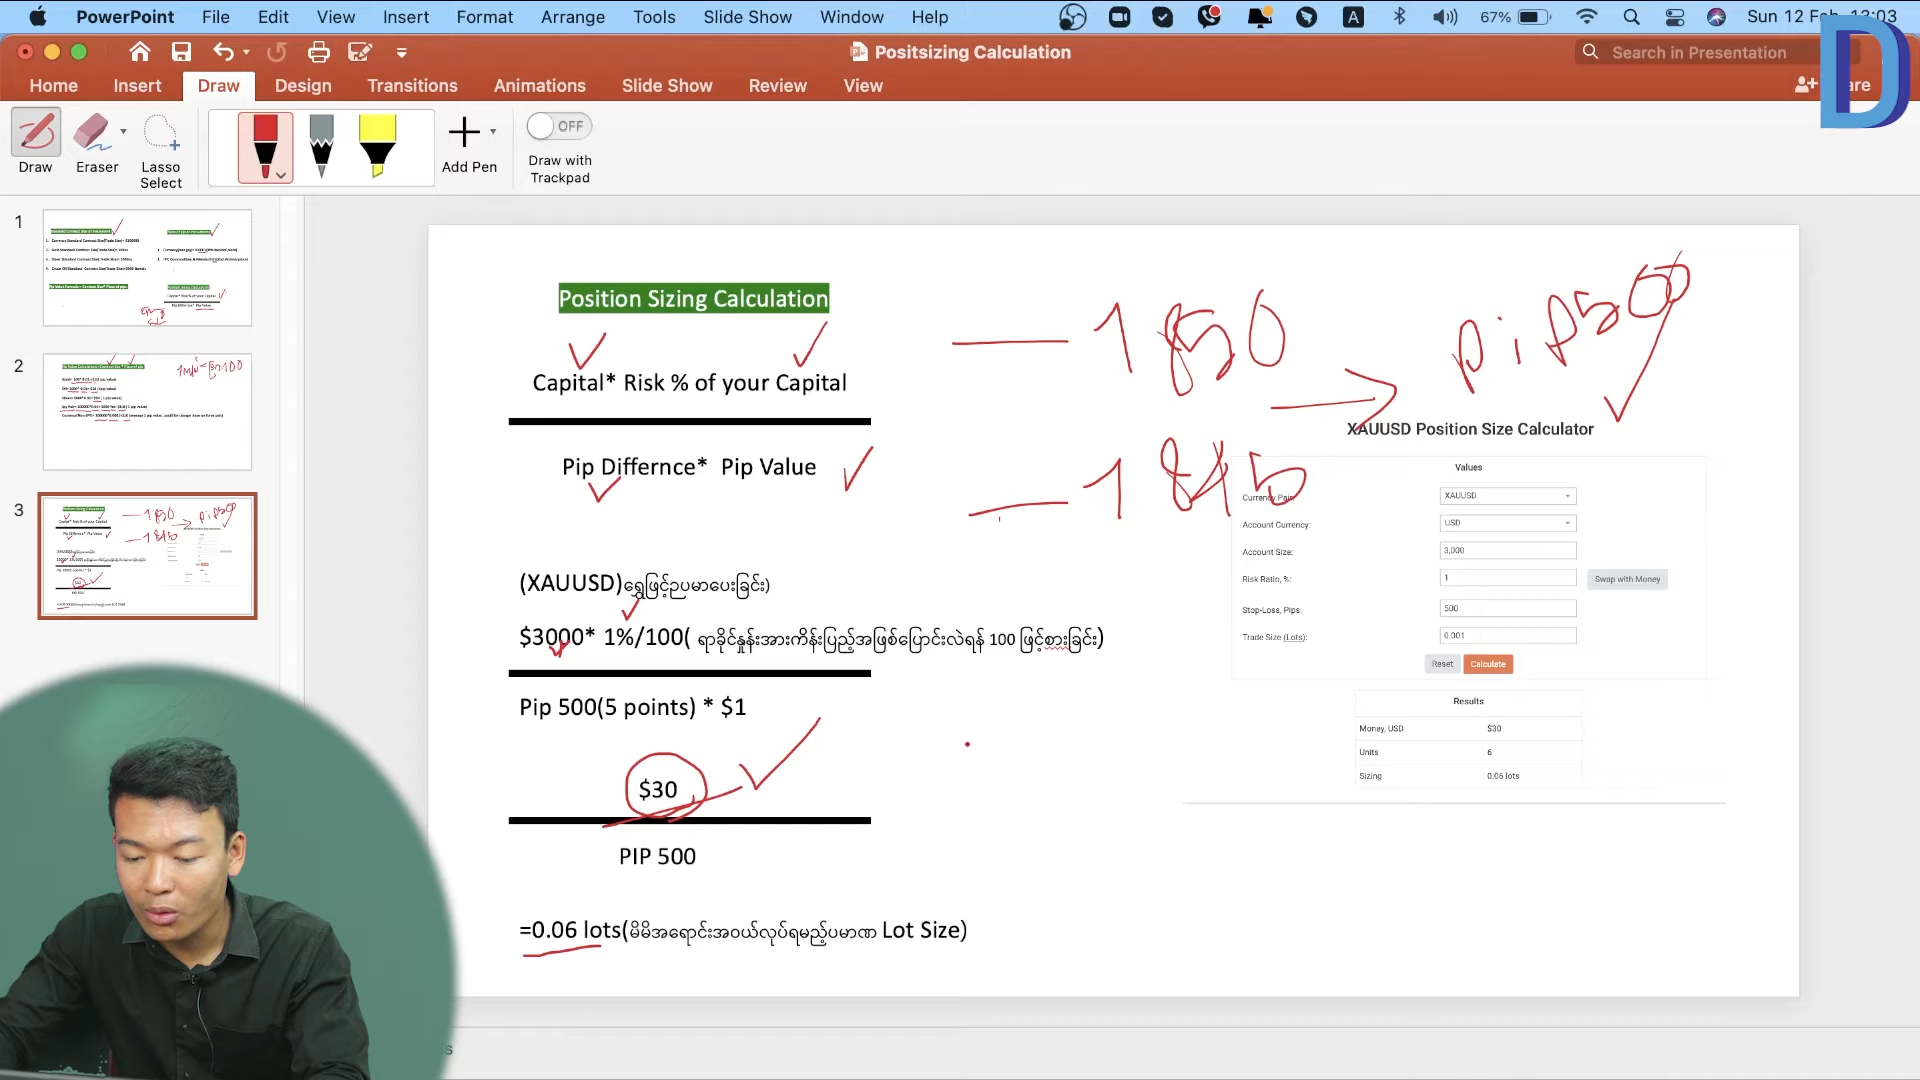 PowerPoint File Edit View Insert Format Arrange Tools Slide Show Window Help
67%
Positsizing Calculation
Search in Presentation
Home Insert Draw Design Transitions Animations Slide Show Review View
D
Draw
Eraser
Lasso
Select
Add Pen
OFF
Draw with
Trackpad
1
2
3
Position Sizing Calculation
Capital* Risk % of your Capital
Pip Differnce* Pip Value
1850
1845
pip 500
(XAUUSD)ရွှေဖြင့်ဉပမာပေးခြင်း)
$3000* 1%/100( ရာခိုင်နှုန်းအားကိန်းပြည့်အဖြစ်ပြောင်းလဲရန် 100 ဖြင့်စားခြင်း)
Pip 500(5 points) * $1
$30
PIP 500
=0.06 lots(မိမိအရောင်းအဝယ်လုပ်ရမည့်ပမာဏ Lot Size)
XAUUSD Position Size Calculator
Values
Currency Pair: XAUUSD
Account Currency: USD
Account Size: 3,000
Risk Ratio, %: 1 Swap with Money
Stop-Loss, Pips: 500
Trade Size (Lots): 0.001
Reset Calculate
Results
Money, USD $30
Units 6
Sizing 0.06 lots